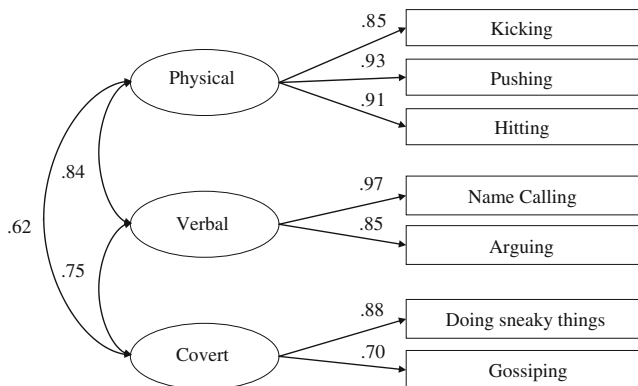 .85
Kicking
Physical
.93
Pushing
.91
Hitting
.84
.62
.97
Name Calling
Verbal
.85
Arguing
.75
.88
Doing sneaky things
Covert
.70
Gossiping